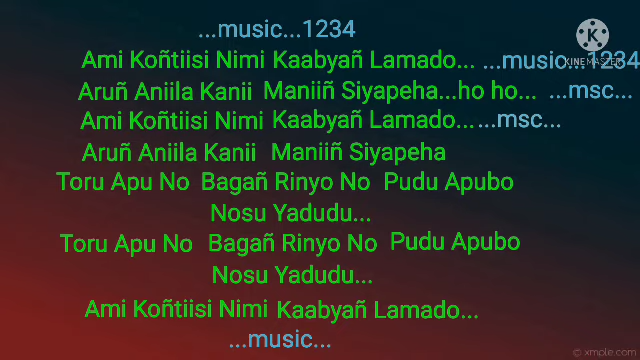 ...music...1234
Ami Koñtiisi Nimi Kaabyañ Lamado... ...music...1234
KINEMASTER
Aruñ Aniila Kanii Maniiñ Siyapeha...ho ho... ...msc...
Ami Koñtiisi Nimi Kaabyañ Lamado... ...msc...
Aruñ Aniila Kanii Maniiñ Siyapeha
Toru Apu No Bagañ Rinyo No Pudu Apubo
Nosu Yadudu...
Toru Apu No Bagañ Rinyo No Pudu Apubo
Nosu Yadudu...
Ami Koñtiisi Nimi Kaabyañ Lamado...
...music...
© xmple.com